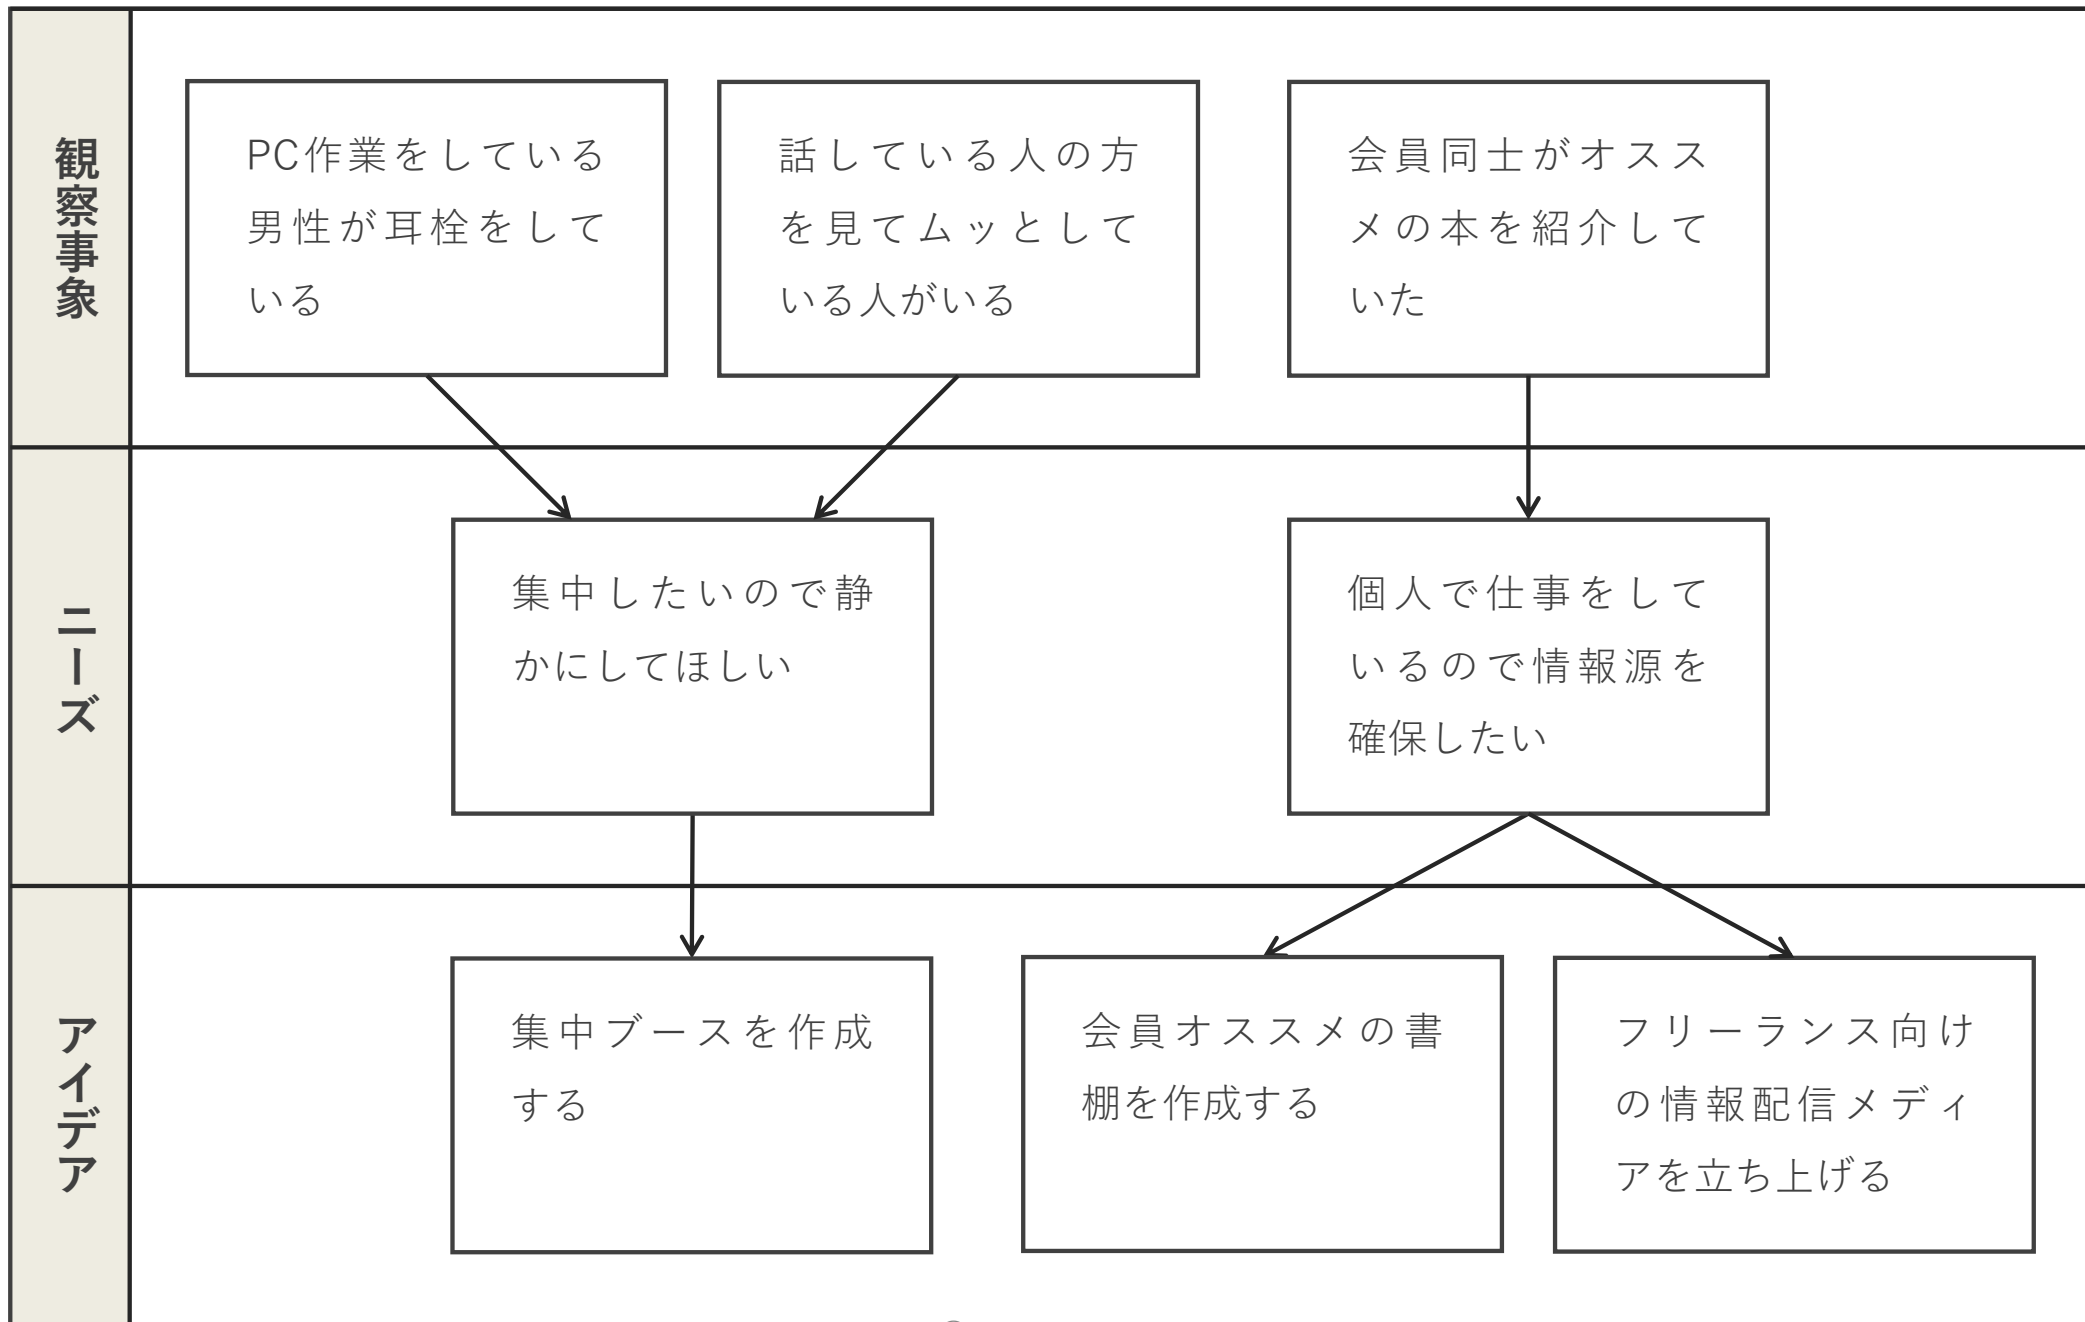 観察事象
PC作業をしている
男性が耳栓をして
いる
話している人の方
を見てムッとして
いる人がいる
会員同士がオスス
メの本を紹介して
いた
ニーズ
集中したいので静
かにしてほしい
個人で仕事をして
いるので情報源を
確保したい
アイデア
集中ブースを作成
する
会員オススメの書
棚を作成する
フリーランス向け
の情報配信メディ
アを立ち上げる